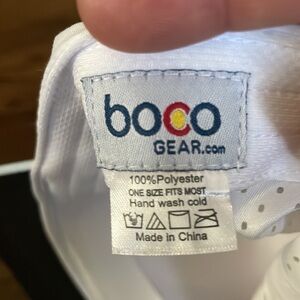 boco
GEAR.com
100%Polyester
ONE SIZE FITS MOST
Hand wash cold
Made in China